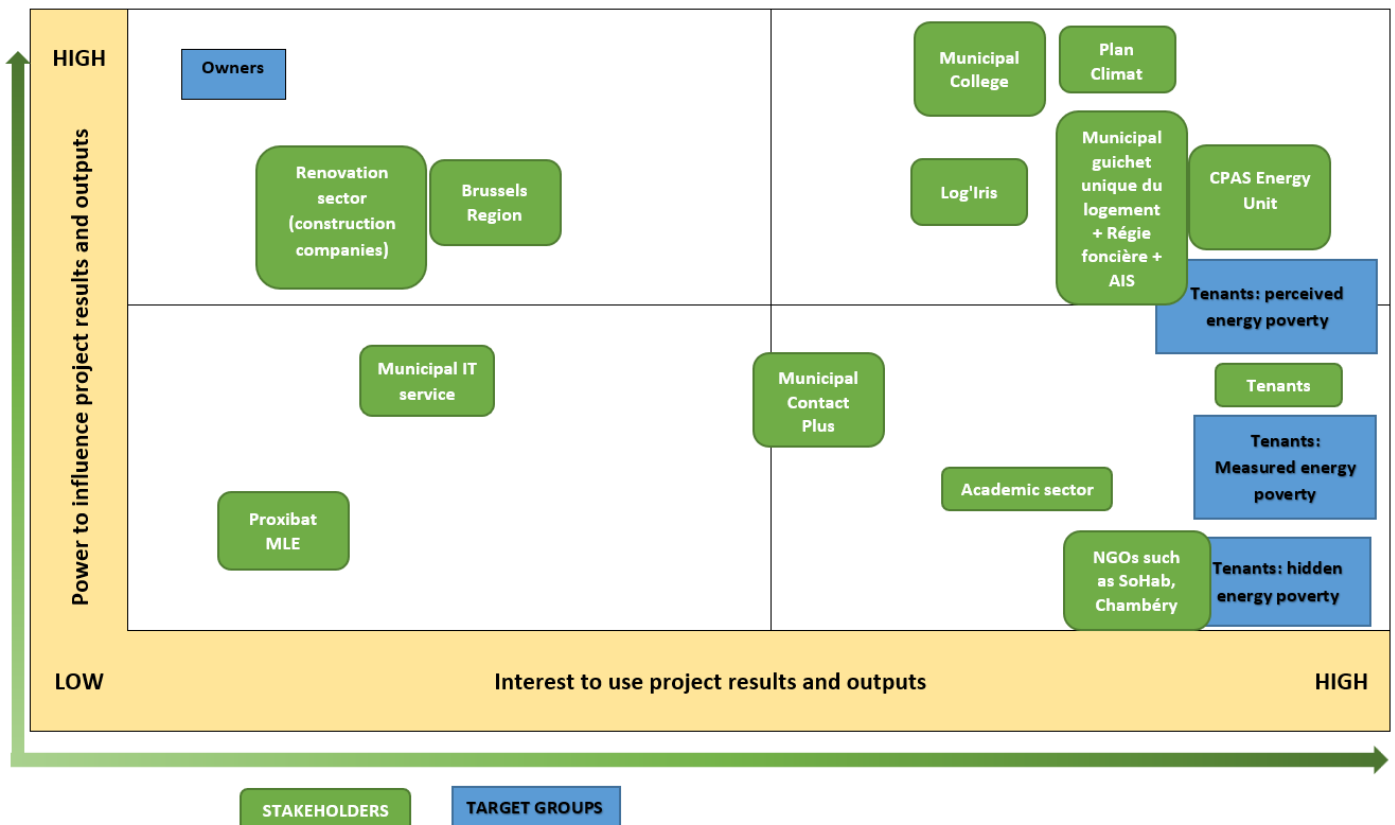 HIGH
Power to influence project results and outputs
Owners
Renovation
sector
(construction
companies)
Brussels
Region
Municipal
College
Plan
Climat
Log'Iris
Municipal
guichet
unique du
logement
+ Régie
foncière +
AIS
CPAS Energy
Unit
Tenants: perceived
energy poverty
Municipal IT
service
Municipal
Contact
Plus
Tenants
Tenants:
Measured energy
poverty
Academic sector
Proxibat
MLE
NGOs such
as SoHab,
Chambéry
Tenants: hidden
energy poverty
LOW
Interest to use project results and outputs
HIGH
STAKEHOLDERS
TARGET GROUPS